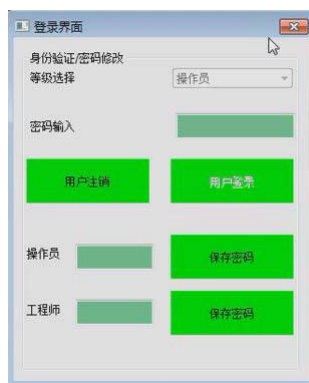 登录界面
身份验证/密码修改
等级选择 操作员
密码输入
用户注销 用户登录
操作员 保存密码
工程师 保存密码